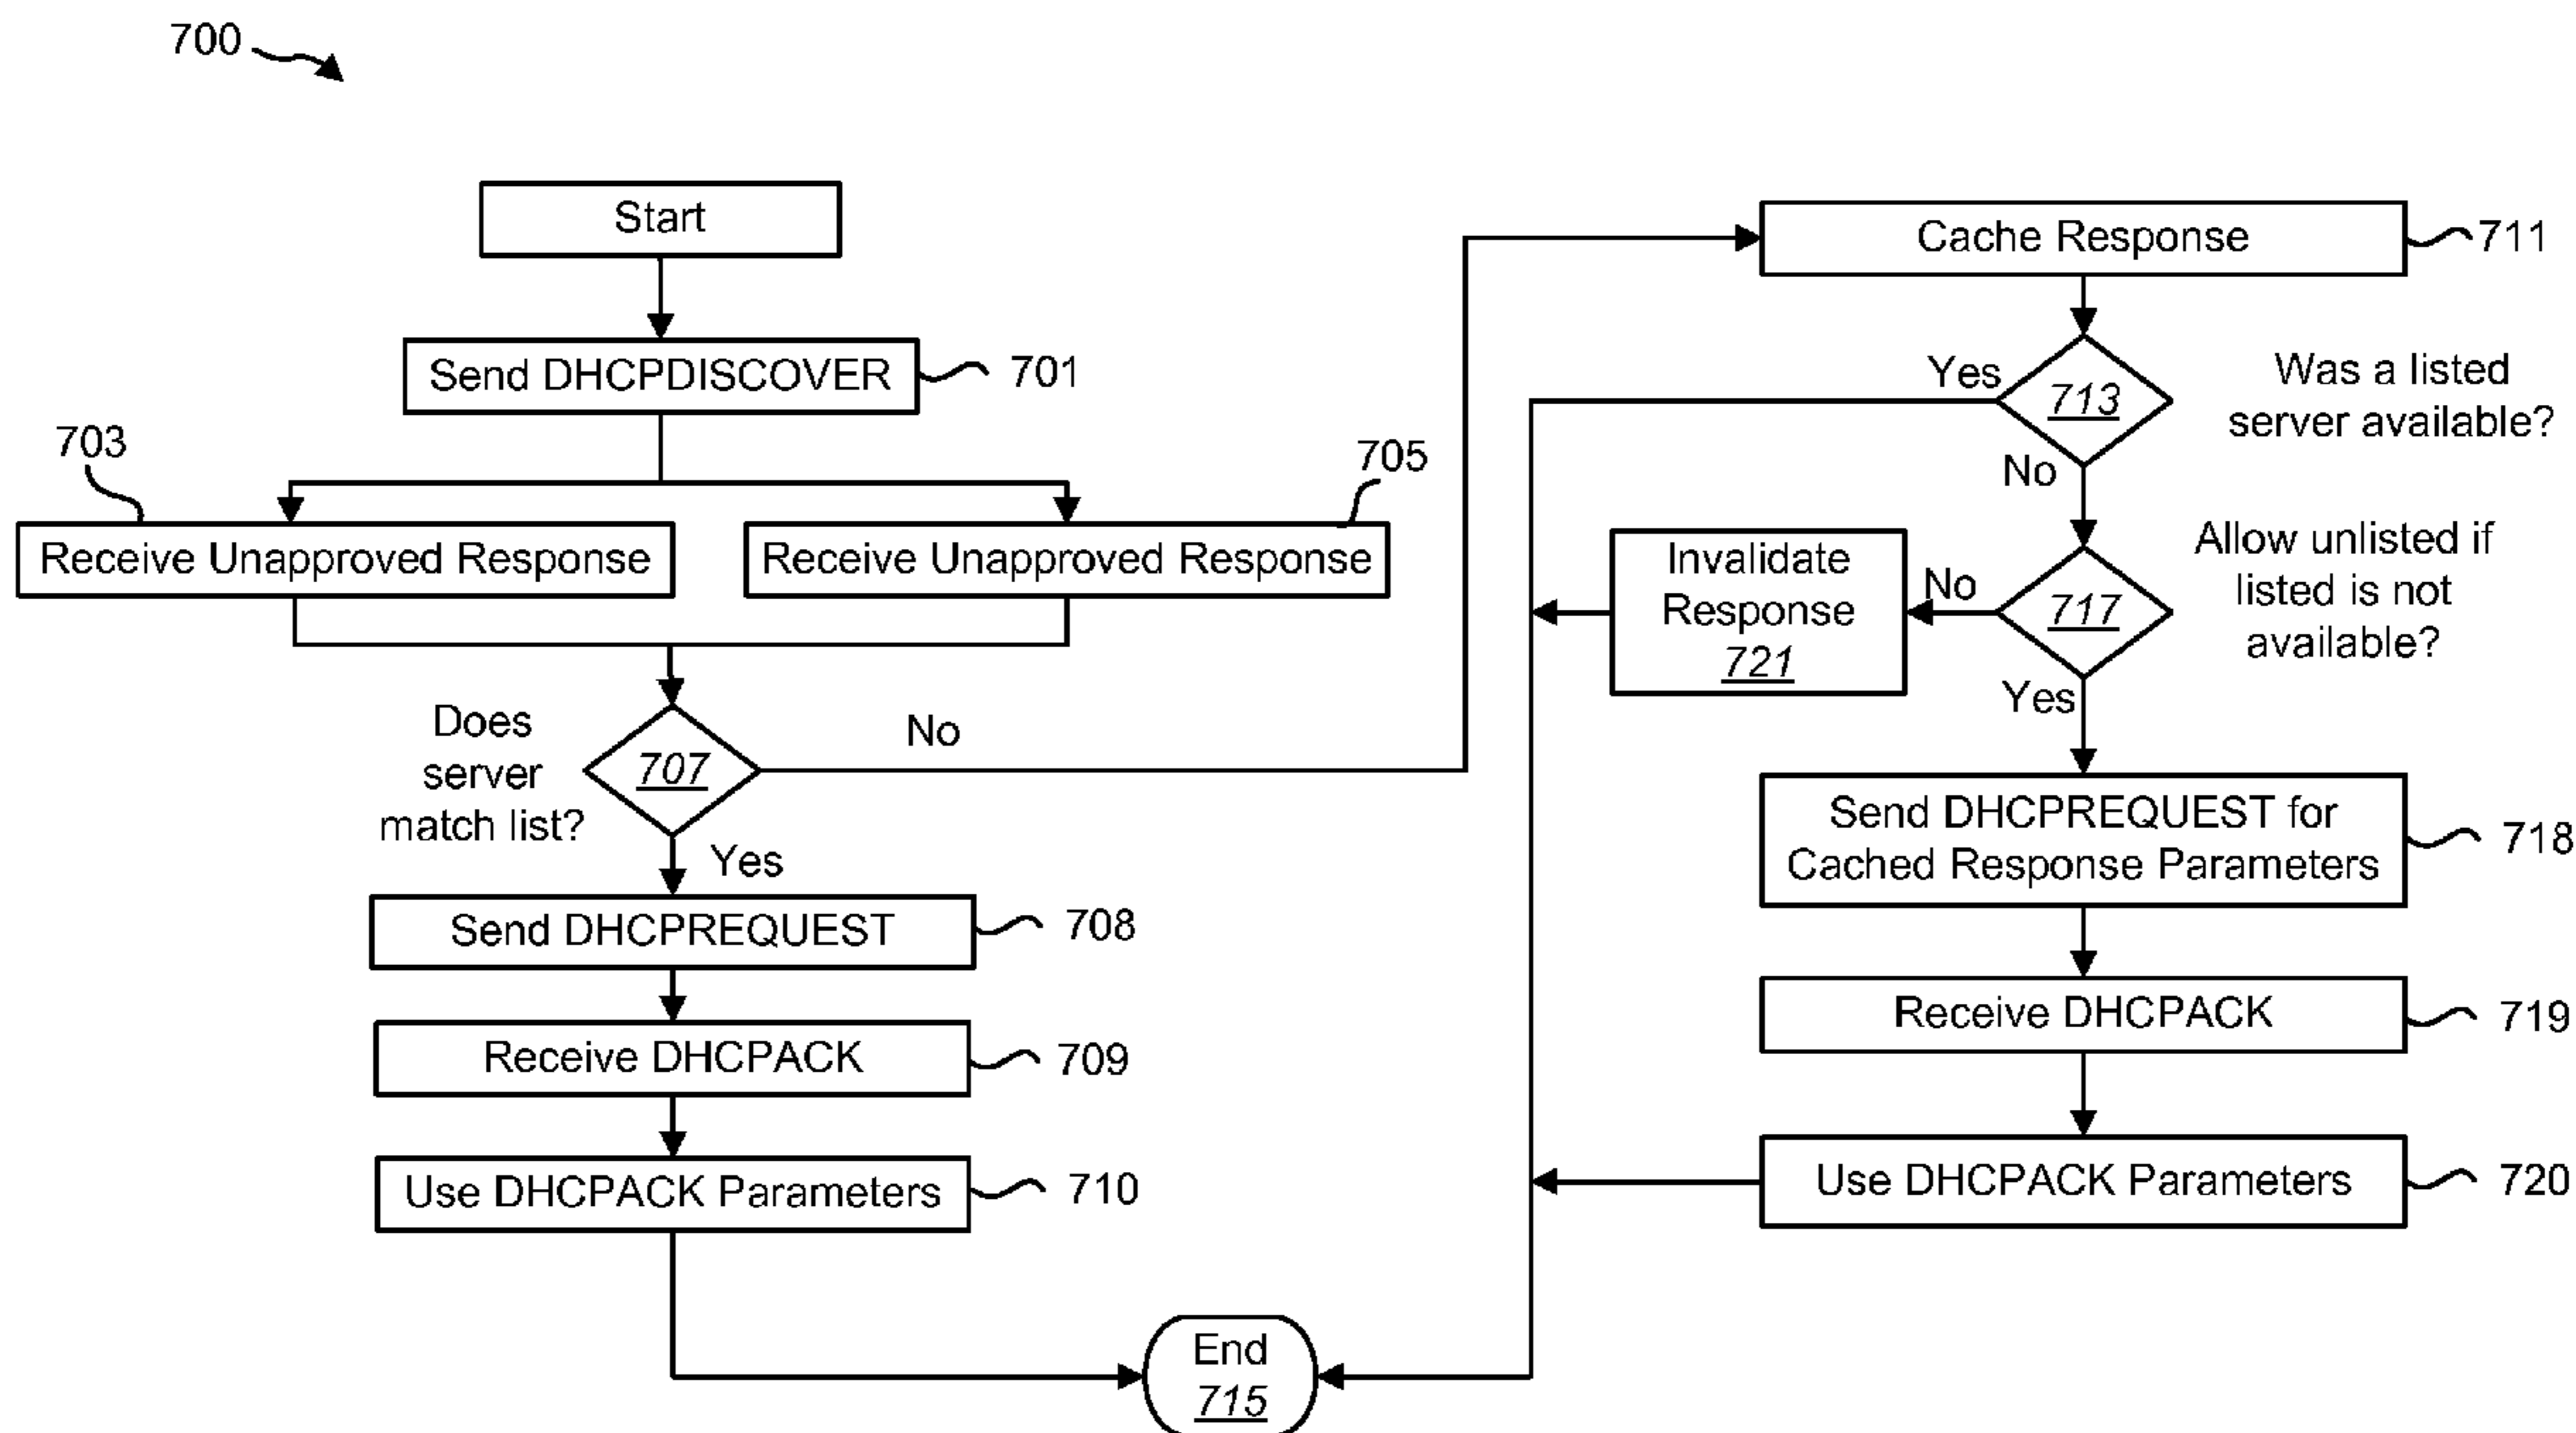 700
Start
Send DHCPDISCOVER
701
703
Receive Unapproved Response
705
Receive Unapproved Response
Does
server
match list?
707
No
Yes
Send DHCPREQUEST
708
Receive DHCPACK
709
Use DHCPACK Parameters
710
Cache Response
711
Yes
713
Was a listed
server available?
No
Allow unlisted if
listed is not
available?
717
No
Invalidate
Response
721
Yes
Send DHCPREQUEST for
Cached Response Parameters
718
Receive DHCPACK
719
Use DHCPACK Parameters
720
End
715